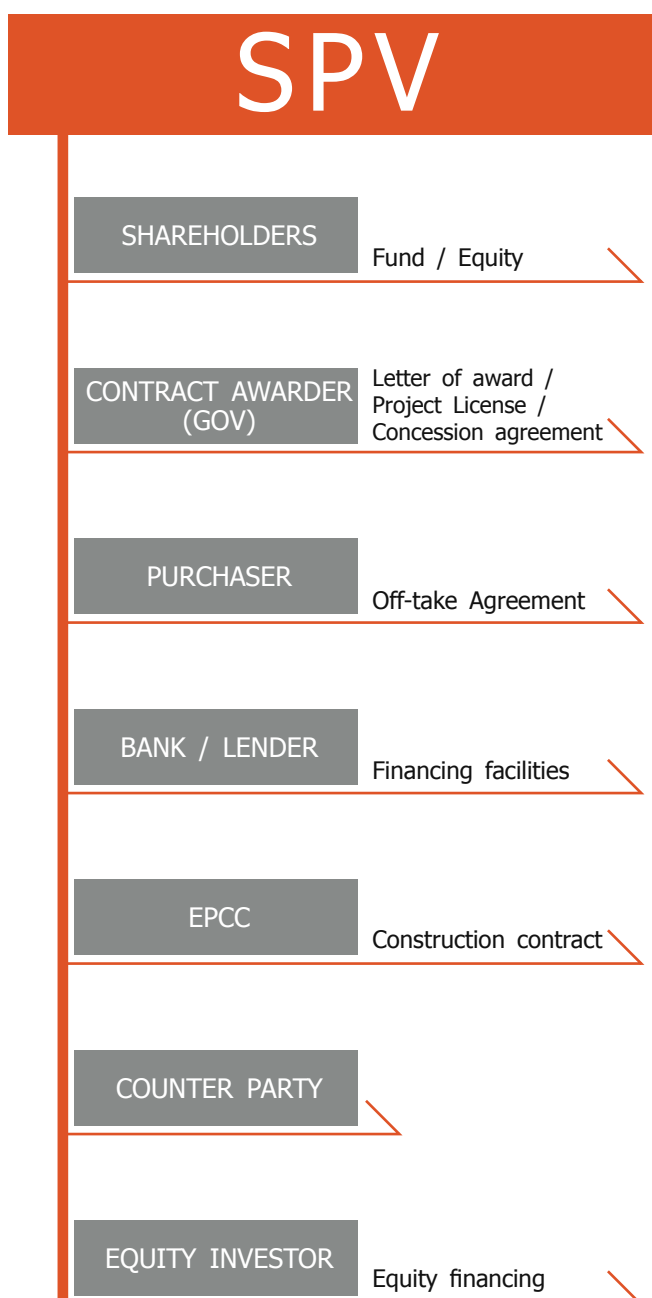 SPV
SHAREHOLDERS
Fund / Equity
CONTRACT AWARDER
(GOV)
Letter of award /
Project License /
Concession agreement
PURCHASER
Off-take Agreement
BANK / LENDER
Financing facilities
EPCC
Construction contract
COUNTER PARTY
EQUITY INVESTOR
Equity financing